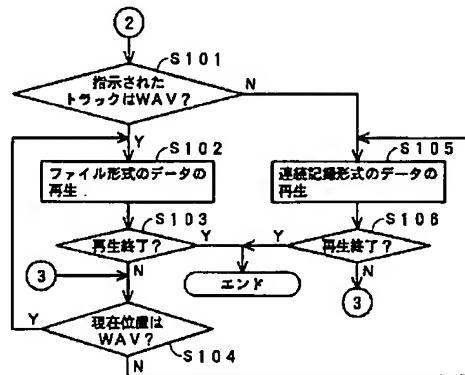 2
S101
指示された
トラックはWAV?
N
Y
S102
S105
ファイル形式のデータの
再生
連続記録形式のデータの
再生
S103
S106
再生終了?
Y
Y
再生終了?
3
N
エンド
N
3
Y
現在位置は
WAV?
S104
N